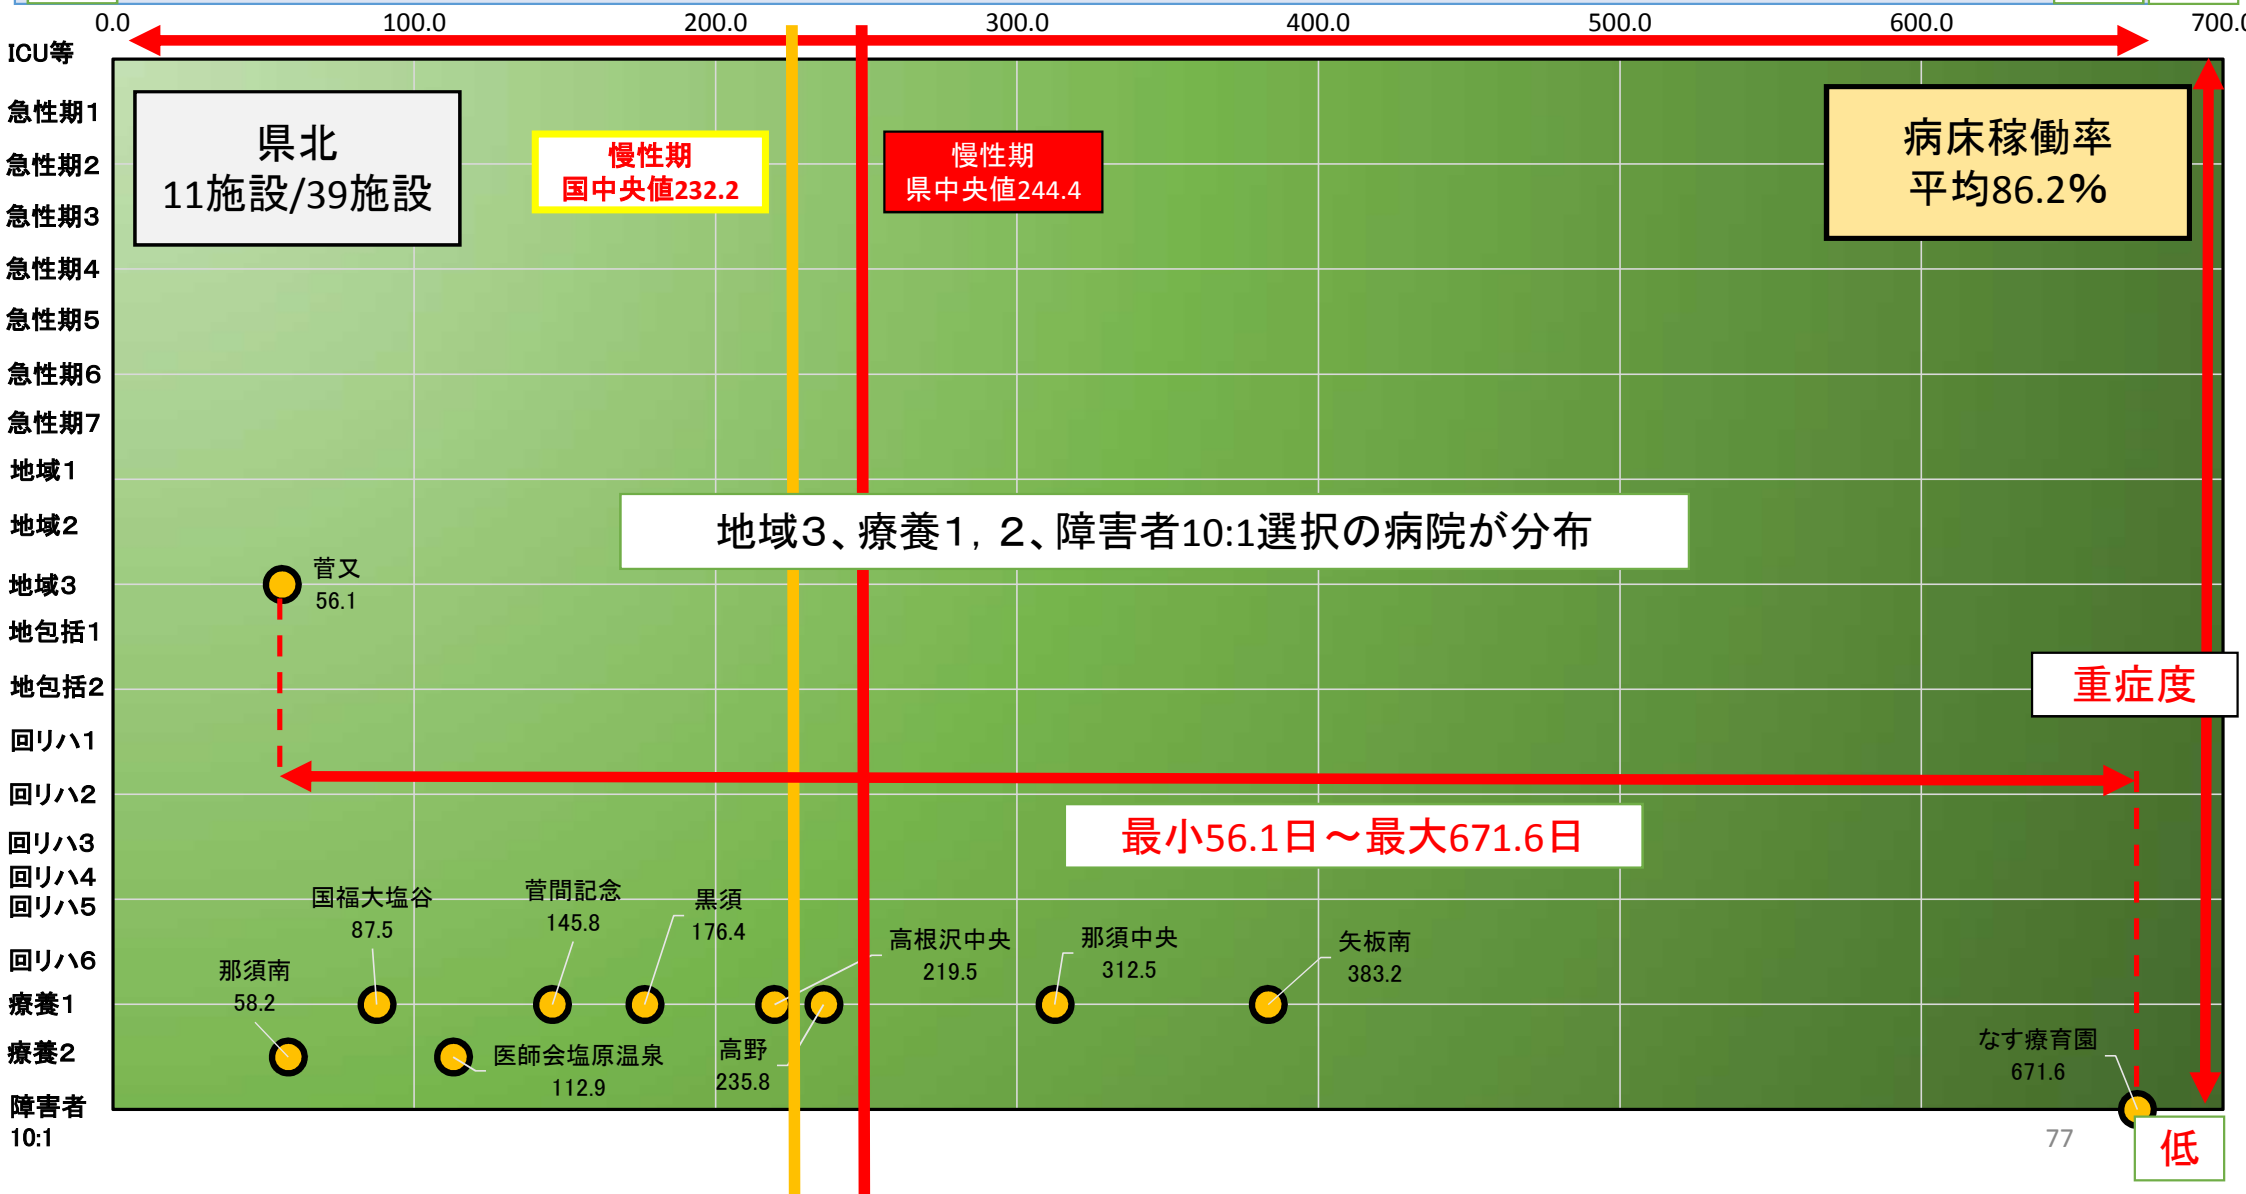 0.0 100.0 200.0 300.0 400.0 500.0 600.0 700.0
ICU等
急性期1
急性期2
急性期3
急性期4
急性期5
急性期6
急性期7
地域1
地域2
地域3
地包括1
地包括2
回リハ1
回リハ2
回リハ3
回リハ4
回リハ5
回リハ6
療養1
療養2
障害者
10:1
県北
11施設/39施設
慢性期
国中央値232.2
慢性期
県中央値244.4
病床稼働率
平均86.2%
地域3、療養1, 2、障害者10:1選択の病院が分布
菅又
56.1
重症度
最小56.1日～最大671.6日
国福大塩谷
87.5
菅間記念
145.8
黒須
176.4
高根沢中央
219.5
那須中央
312.5
矢板南
383.2
那須南
58.2
医師会塩原温泉
112.9
高野
235.8
なす療育園
671.6
77
低